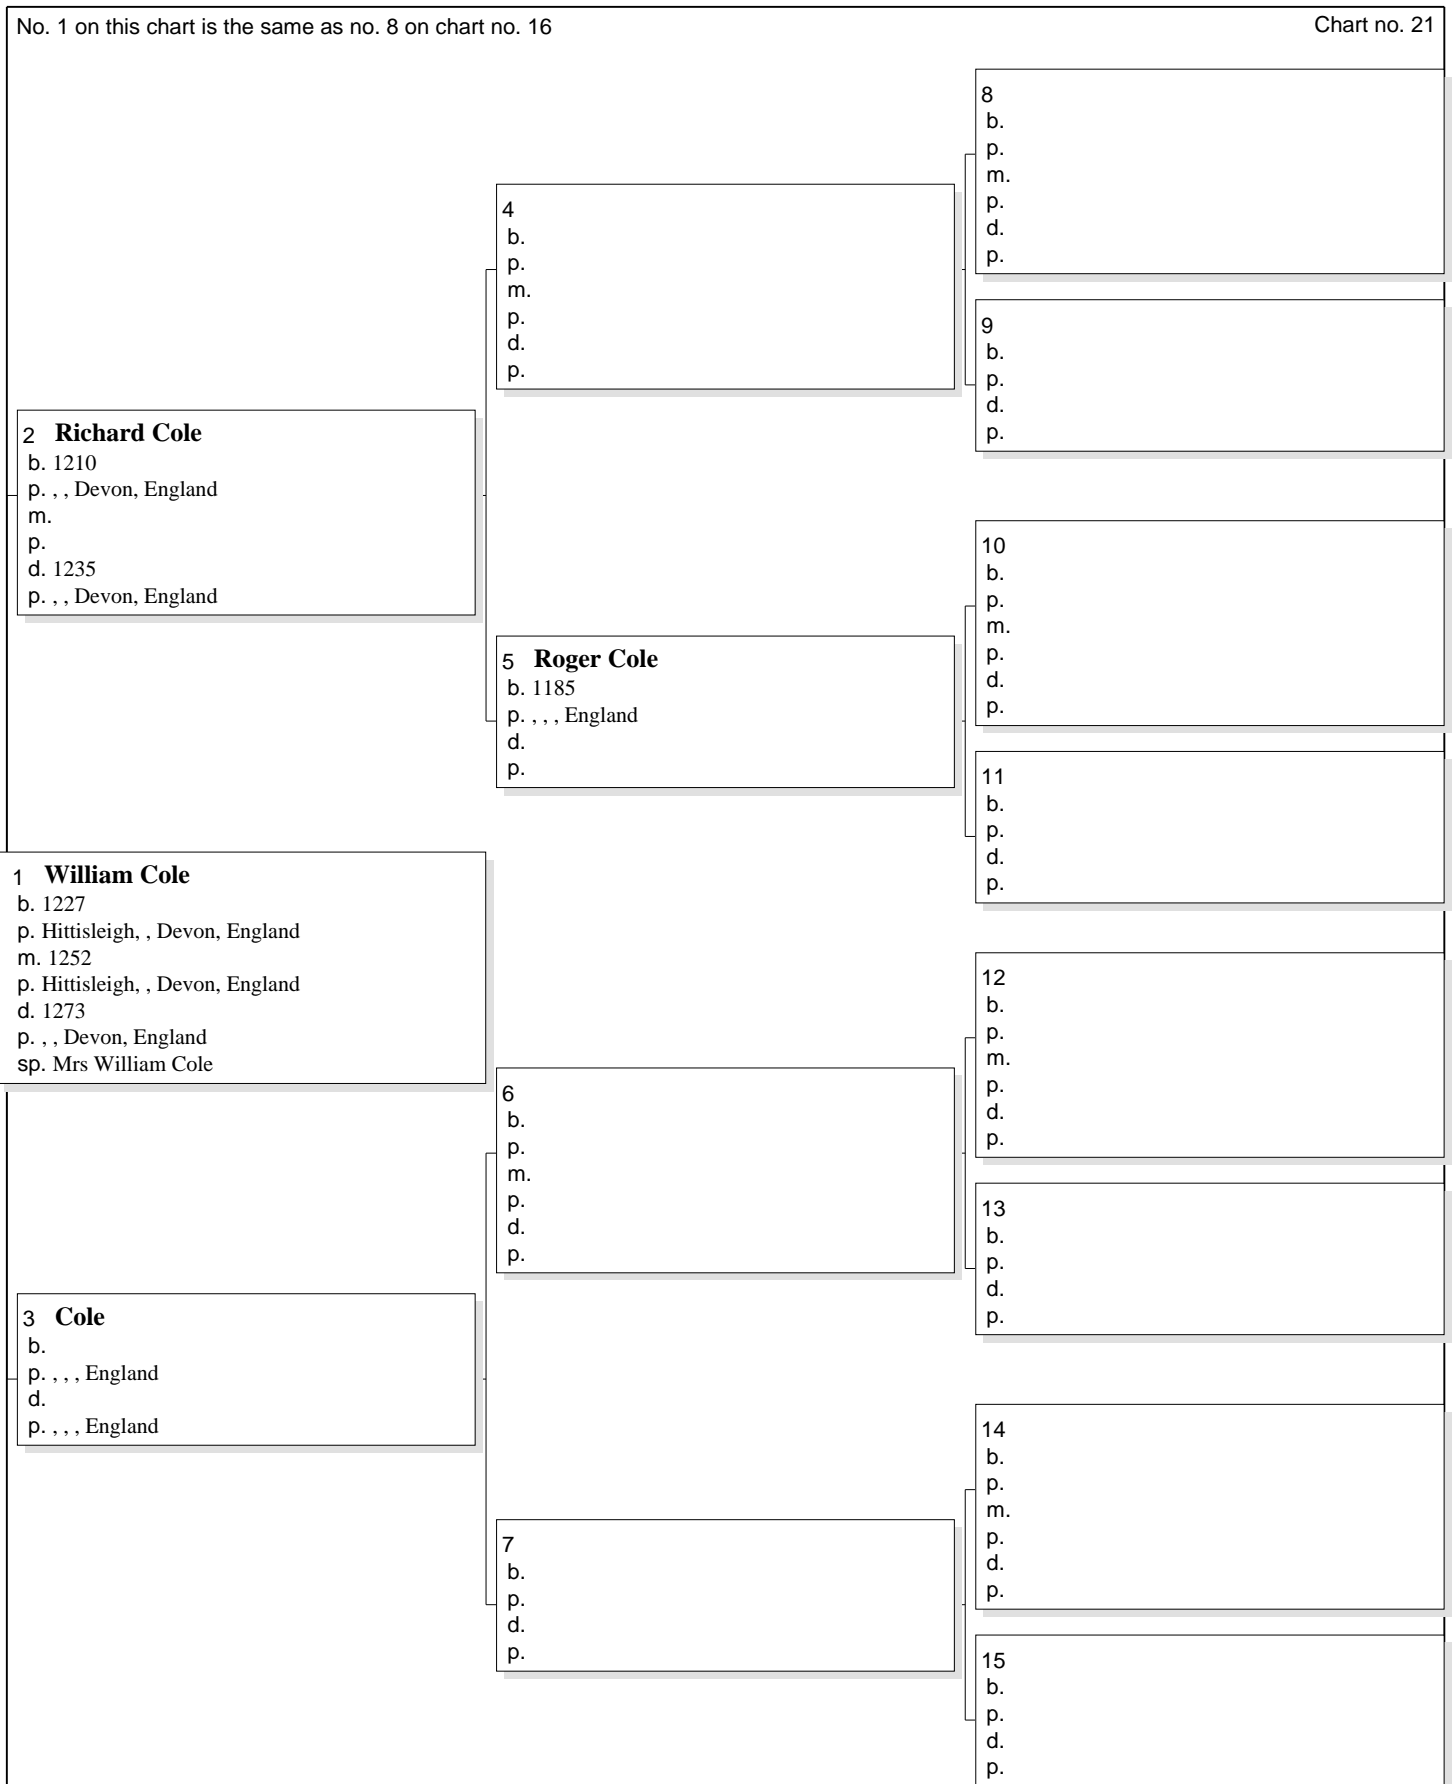 No. 1 on this chart is the same as no. 8 on chart no. 16
Chart no. 21
8
b.
p.
m.
p.
d.
p.
4
b.
p.
m.
p.
d.
p.
9
b.
p.
d.
p.
2 Richard Cole
b. 1210
p. , , Devon, England
m.
p.
d. 1235
p. , , Devon, England
10
b.
p.
m.
p.
d.
p.
5 Roger Cole
b. 1185
p. , , , England
d.
p.
11
b.
p.
d.
p.
1 William Cole
b. 1227
p. Hittisleigh, , Devon, England
m. 1252
p. Hittisleigh, , Devon, England
d. 1273
p. , , Devon, England
sp. Mrs William Cole
12
b.
p.
m.
p.
d.
p.
6
b.
p.
m.
p.
d.
p.
13
b.
p.
d.
p.
3 Cole
b.
p. , , , England
d.
p. , , , England
14
b.
p.
m.
p.
d.
p.
7
b.
p.
d.
p.
15
b.
p.
d.
p.